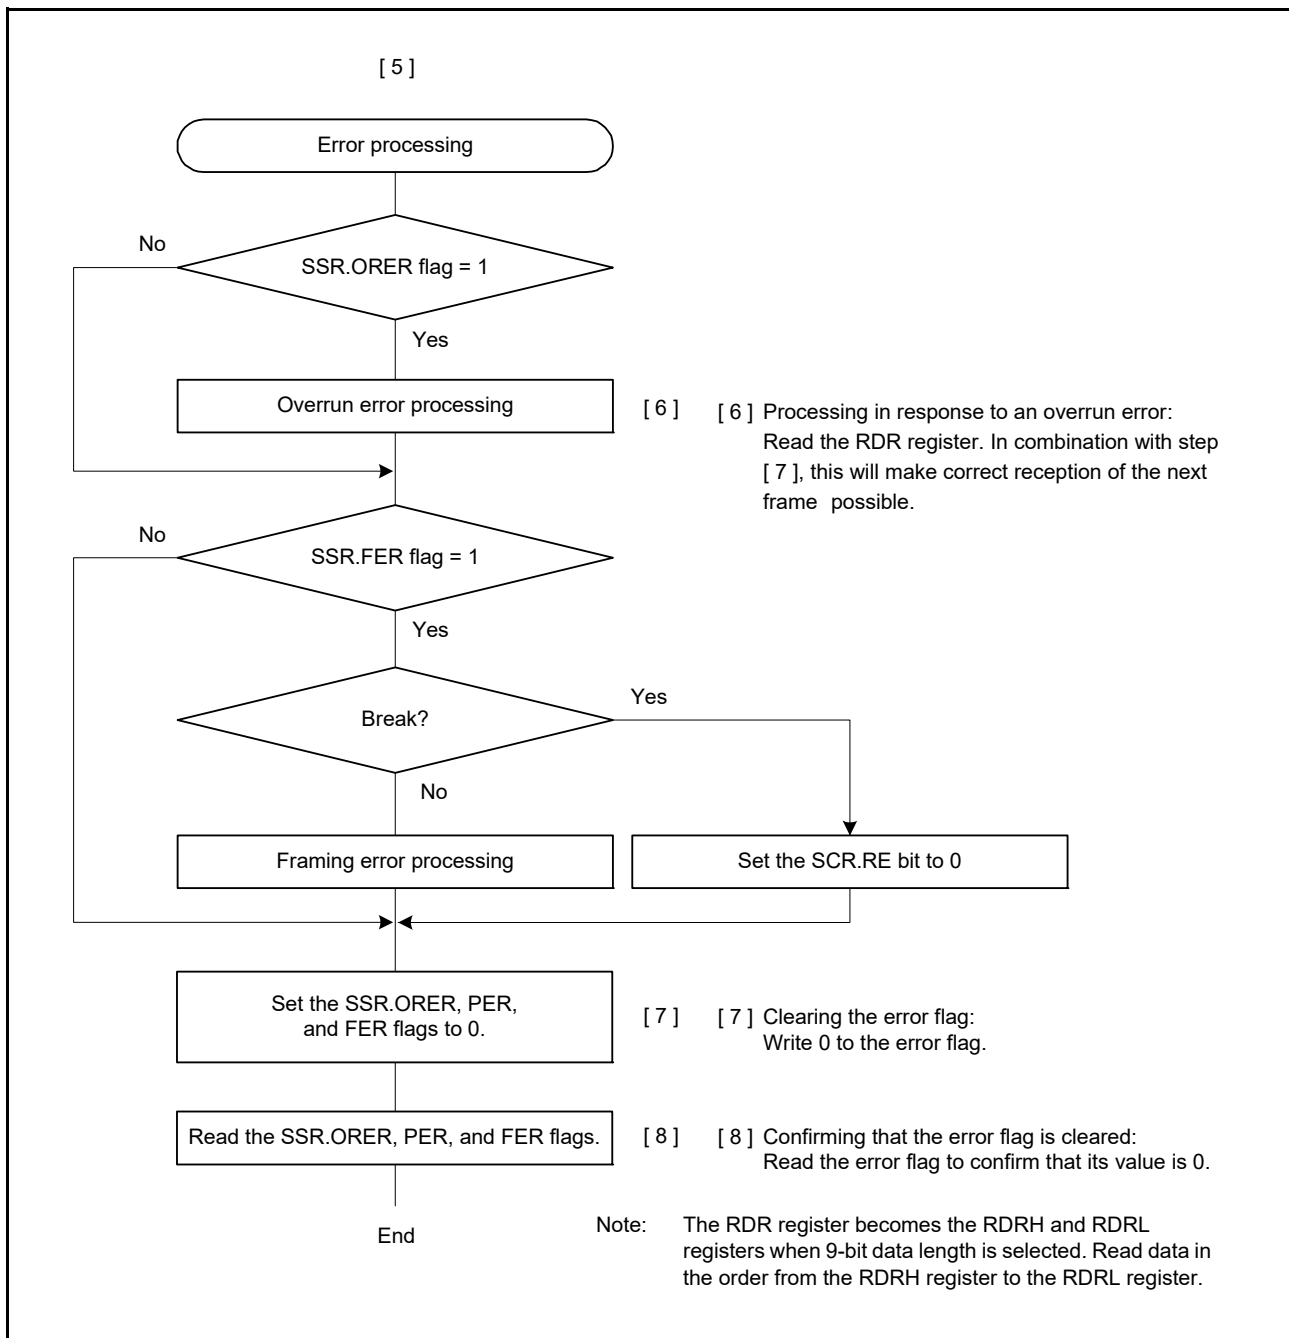 [ 5 ]
Error processing
No
SSR.ORER flag = 1
Yes
Overrun error processing
[ 6 ]
[ 6 ] Processing in response to an overrun error:
Read the RDR register. In combination with step
[ 7 ], this will make correct reception of the next
frame possible.
No
SSR.FER flag = 1
Yes
Break?
Yes
No
Framing error processing
Set the SCR.RE bit to 0
Set the SSR.ORER, PER,
and FER flags to 0.
[ 7 ]
[ 7 ] Clearing the error flag:
Write 0 to the error flag.
Read the SSR.ORER, PER, and FER flags.
[ 8 ]
[ 8 ] Confirming that the error flag is cleared:
Read the error flag to confirm that its value is 0.
End
Note: The RDR register becomes the RDRH and RDRL
registers when 9-bit data length is selected. Read data in
the order from the RDRH register to the RDRL register.